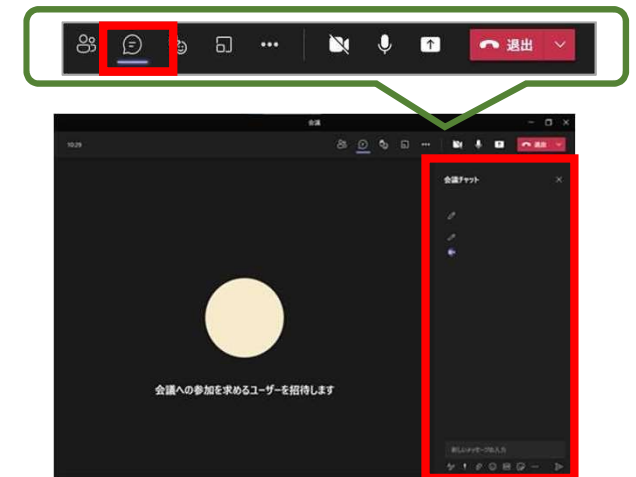 退出
会議
10:29
退出
会議チャット
会議への参加を求めるユーザーを招待します
新しいメッセージの入力